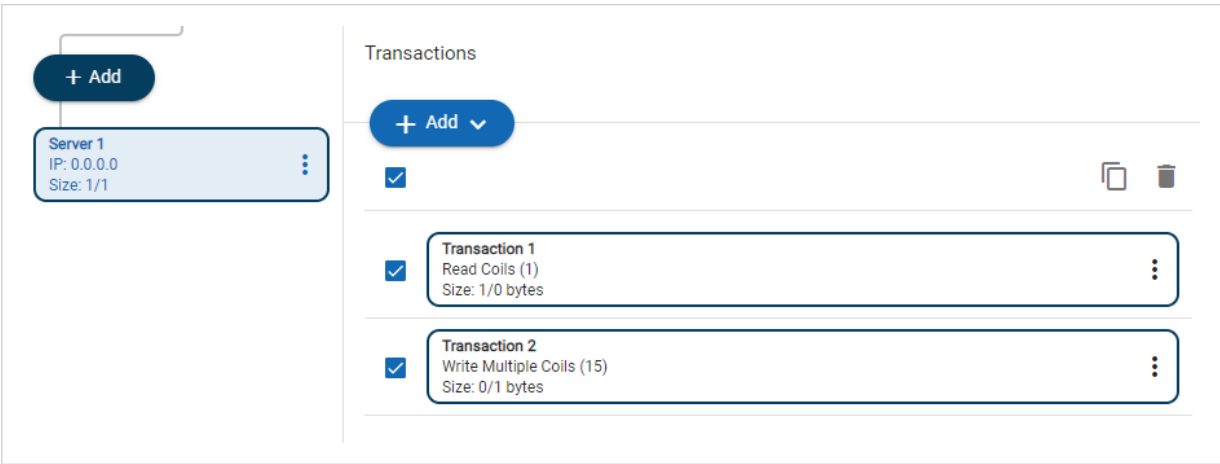 Add
Server 1
IP: 0.0.0.0
Size: 1/1
Transactions
Add
Transaction 1
Read Coils (1)
Size: 1/0 bytes
Transaction 2
Write Multiple Coils (15)
Size: 0/1 bytes